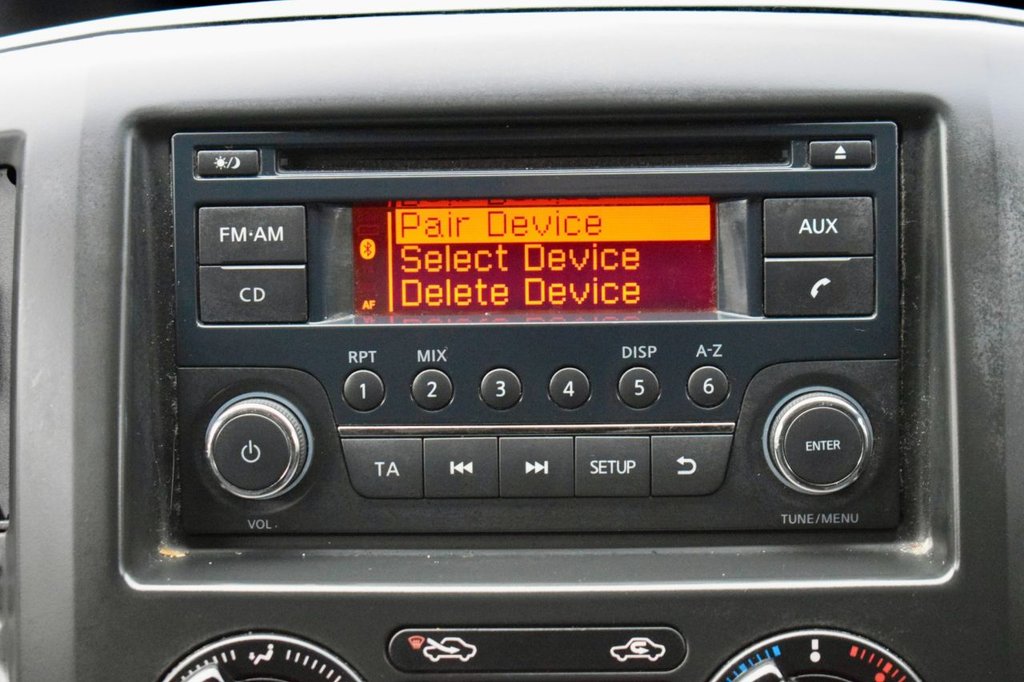 FM·AM
CD
AF
Pair Device
Select Device
Delete Device
AUX
RPT MIX DISP A-Z
1 2 3 4 5 6
TA SETUP
ENTER
VOL
TUNE/MENU